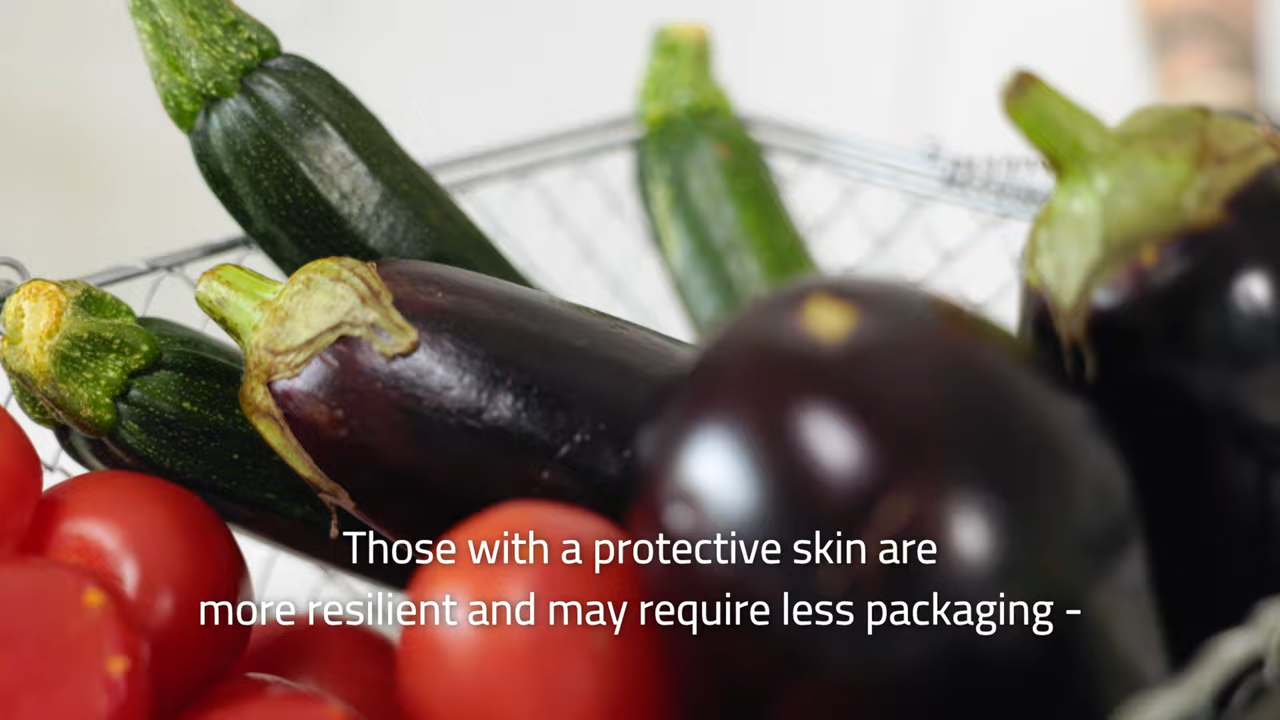 Those with a protective skin are
more resilient and may require less packaging -